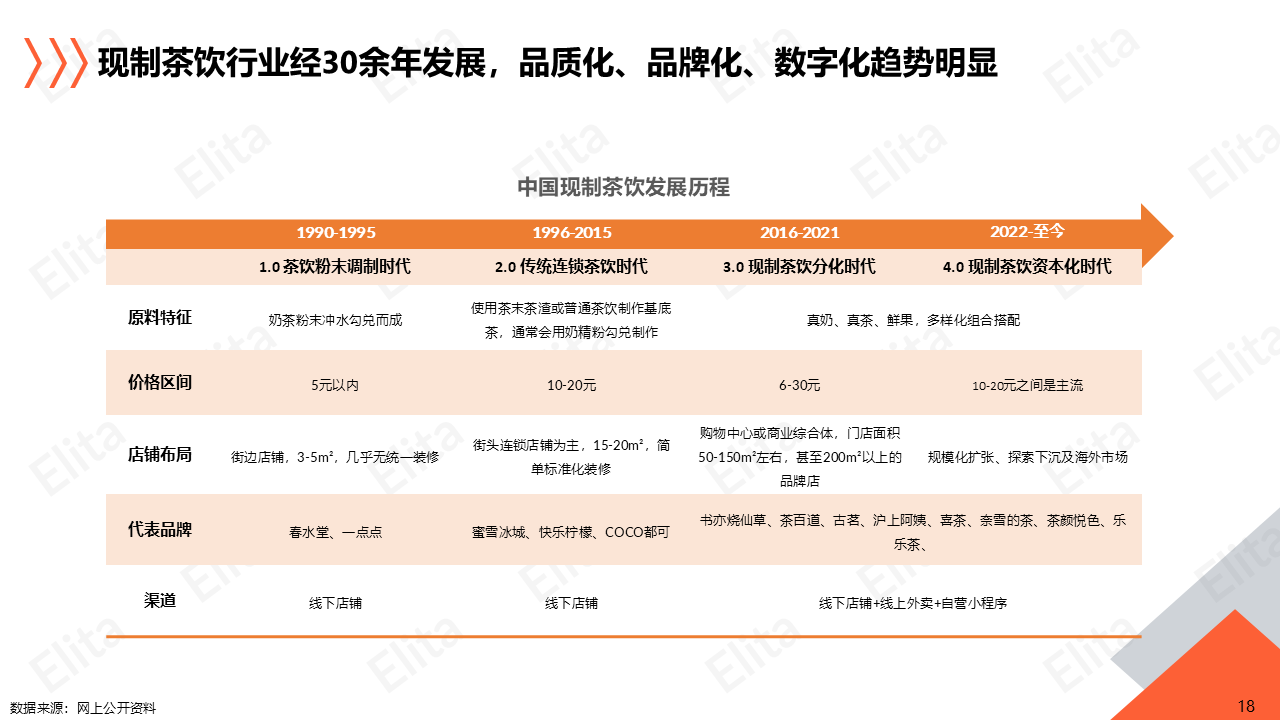 现制茶饮行业经30余年发展，品质化、品牌化、数字化趋势明显
中国现制茶饮发展历程
1990-1995
1996-2015
2016-2021
2022-至今
1.0 茶饮粉末调制时代
2.0 传统连锁茶饮时代
3.0 现制茶饮分化时代
4.0 现制茶饮资本化时代
原料特征
奶茶粉末冲水勾兑而成
使用茶末茶渣或普通茶饮制作基底
茶，通常会用奶精粉勾兑制作
真奶、真茶、鲜果，多样化组合搭配
价格区间
5元以内
10-20元
6-30元
10-20元之间是主流
店铺布局
街边店铺，3-5m²，几乎无统一装修
街头连锁店铺为主，15-20m²，简
单标准化装修
购物中心或商业综合体，门店面积
50-150m²左右，甚至200m²以上的
品牌店
规模化扩张、探索下沉及海外市场
代表品牌
春水堂、一点点
蜜雪冰城、快乐柠檬、COCO都可
书亦烧仙草、茶百道、古茗、沪上阿姨、喜茶、奈雪的茶、茶颜悦色、乐
乐茶、
渠道
线下店铺
线下店铺
线下店铺+线上外卖+自营小程序
数据来源：网上公开资料
18
Elita